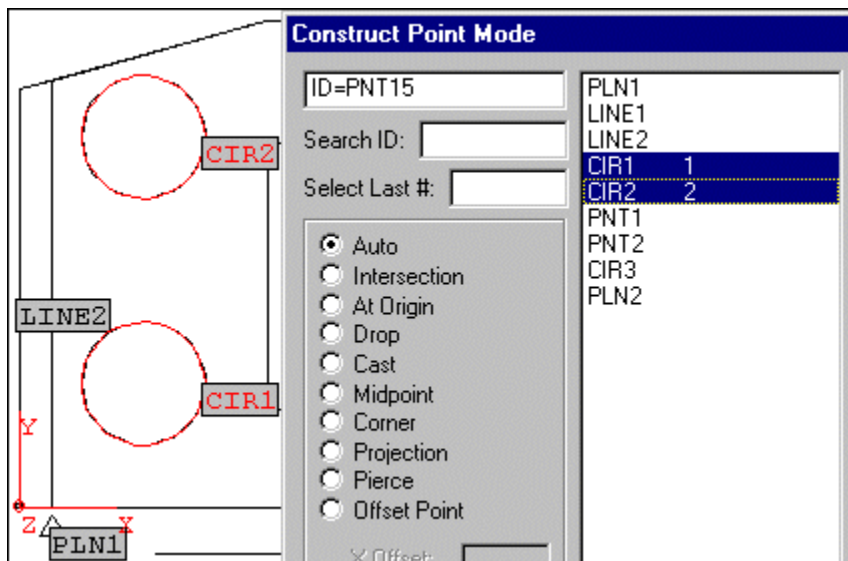 Construct Point Mode
ID=PNT15
Search ID:
Select Last #:
Auto
Intersection
At Origin
Drop
Cast
Midpoint
Corner
Projection
Pierce
Offset Point
X Offset:
PLN1
LINE1
LINE2
CIR1 1
CIR2 2
PNT1
PNT2
CIR3
PLN2
CIR2
LINE2
CIR1
Y
Z X
PLN1